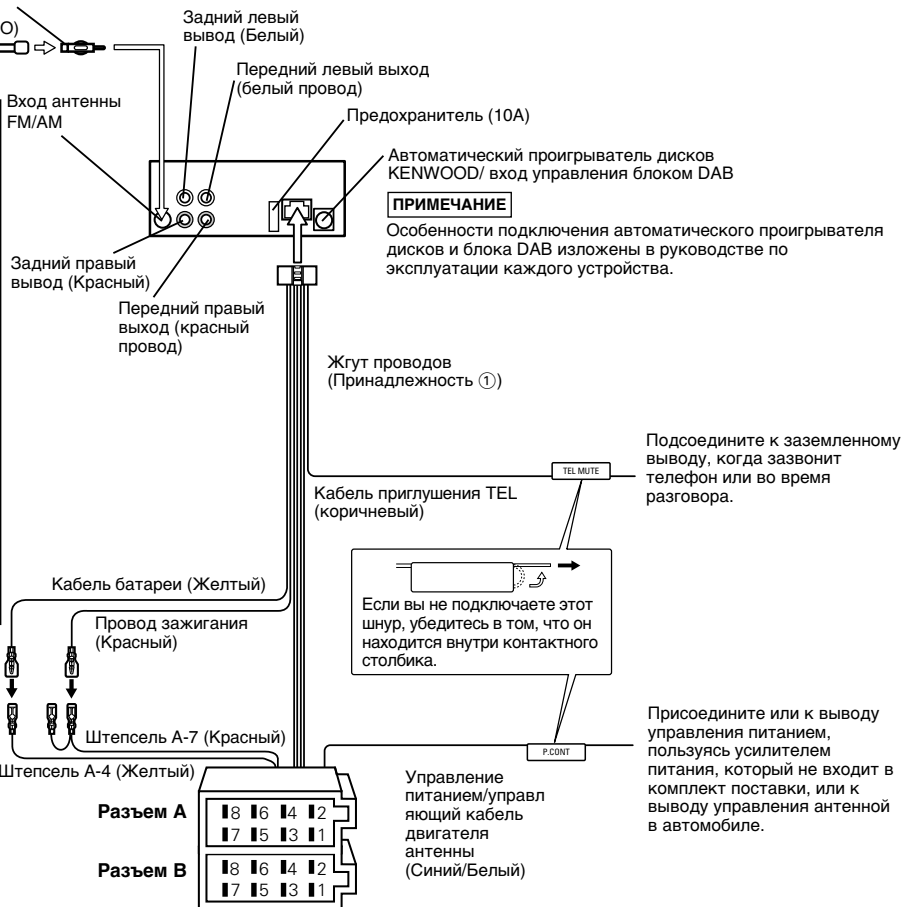 O)
Задний левый
вывод (Белый)
Передний левый выход
(белый провод)
Вход антенны
FM/AM
Предохранитель (10A)
Автоматический проигрыватель дисков
KENWOOD/ вход управления блоком DAB
ПРИМЕЧАНИЕ
Особенности подключения автоматического проигрывателя
дисков и блока DAB изложены в руководстве по
эксплуатации каждого устройства.
Задний правый
вывод (Красный)
Передний правый
выход (красный
провод)
Жгут проводов
(Принадлежность ①)
TEL MUTE
Подсоедините к заземленному
выводу, когда зазвонит
телефон или во время
разговора.
Кабель приглушения TEL
(коричневый)
Если вы не подключаете этот
шнур, убедитесь в том, что он
находится внутри контактного
столбика.
Кабель батареи (Желтый)
Провод зажигания
(Красный)
Штепсель A-7 (Красный)
Штепсель A-4 (Желтый)
P.CONT
Присоедините или к выводу
управления питанием,
пользуясь усилителем
питания, который не входит в
комплект поставки, или к
выводу управления антенной
в автомобиле.
Управление
питанием/управл
яющий кабель
двигателя
антенны
(Синий/Белый)
Разъем A
8 6 4 2
7 5 3 1
Разъем B
8 6 4 2
7 5 3 1